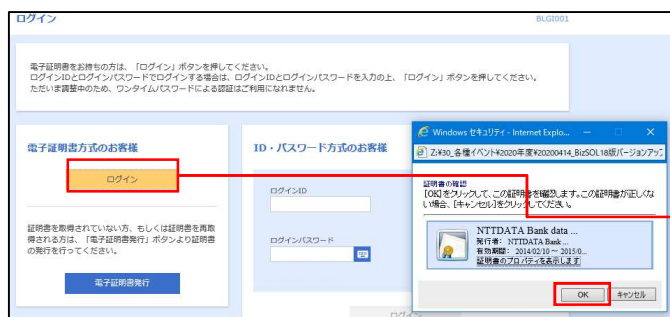 ログイン
BLGI001
電子証明書をお持ちの方は、「ログイン」ボタンを押してください。
ログインIDとログインパスワードでログインする場合は、ログインIDとログインパスワードを入力の上、「ログイン」ボタンを押してください。
ただいま調整中のため、ワンタイムパスワードによる認証はご利用になれません。
電子証明書方式のお客様
ログイン
証明書を取得されていない方、もしくは証明書を再取
得される方は、「電子証明書発行」ボタンより証明書
の発行を行ってください。
電子証明書発行
ID・パスワード方式のお客様
ログインID
ログインパスワード
ログイン
Windows セキュリティ - Internet Explo...
Z:¥30_各種イベント¥2020年度¥20200414_BizSOL18版バージョンアッ
証明書の確認
[OK]をクリックして、この証明書を確認します。この証明書が正しくな
い場合、[キャンセル]をクリックしてください。
NTTDATA Bank data ...
発行者: NTTDATA Bank ...
有効期間: 2014/02/10 ～ 2015/0...
証明書のプロパティを表示します
OK
キャンセル